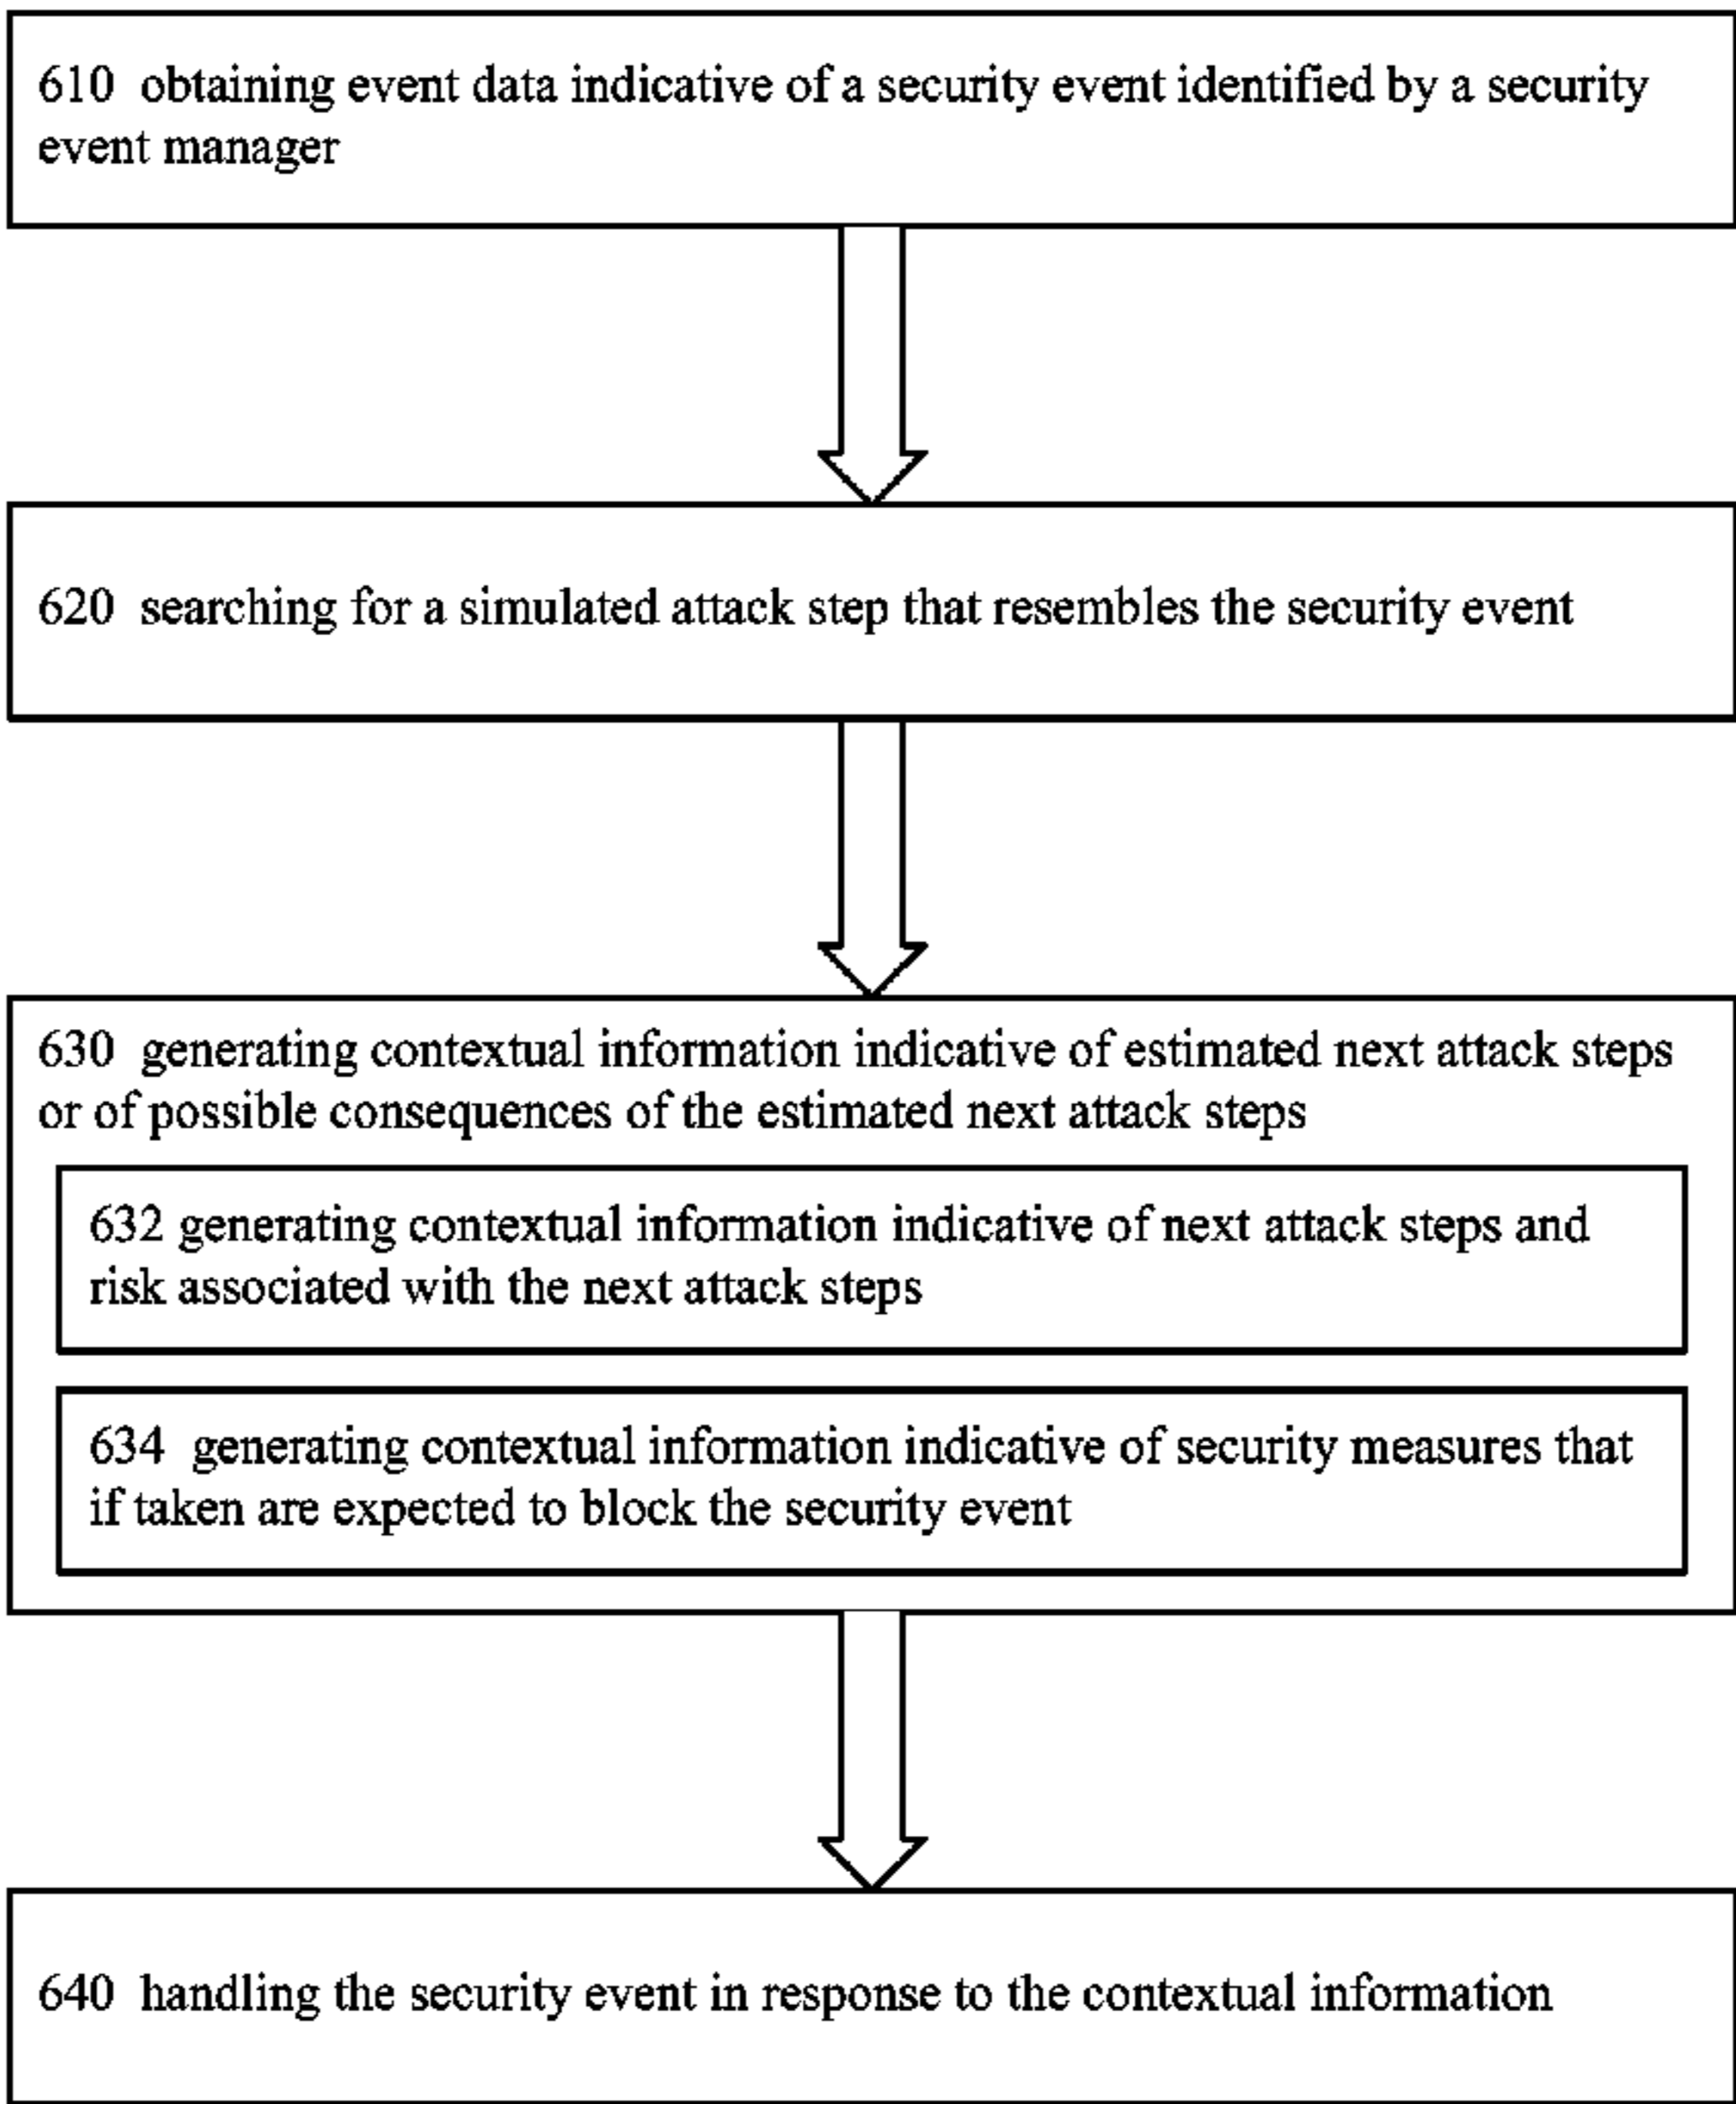 610 obtaining event data indicative of a security event identified by a security
event manager
620 searching for a simulated attack step that resembles the security event
630 generating contextual information indicative of estimated next attack steps
or of possible consequences of the estimated next attack steps
632 generating contextual information indicative of next attack steps and
risk associated with the next attack steps
634 generating contextual information indicative of security measures that
if taken are expected to block the security event
640 handling the security event in response to the contextual information